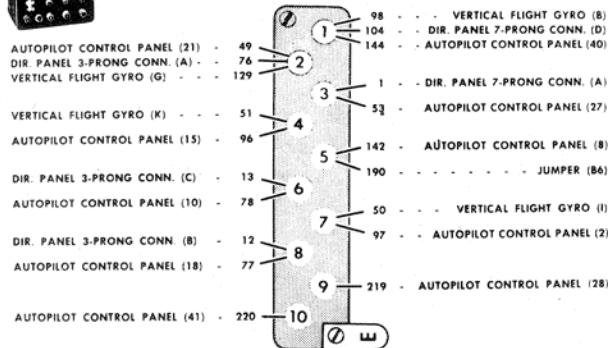 98 - - - VERTICAL FLIGHT GYRO (B)
1
104 - - DIR. PANEL 7-PRONG CONN. (D)
144 - - AUTOPILOT CONTROL PANEL (40)
AUTOPILOT CONTROL PANEL (21) - 49
DIR. PANEL 3-PRONG CONN. (A) - - 76
VERTICAL FLIGHT GYRO (G) - - - 129
2
1 - - DIR. PANEL 7-PRONG CONN. (A)
3
53 - AUTOPILOT CONTROL PANEL (27)
VERTICAL FLIGHT GYRO (K) - - - 51
AUTOPILOT CONTROL PANEL (15) - 96
4
142 - AUTOPILOT CONTROL PANEL (8)
5
190 - - - - - - - - JUMPER (B6)
DIR. PANEL 3-PRONG CONN. (C) - 13
AUTOPILOT CONTROL PANEL (10) - 78
6
50 - - - VERTICAL FLIGHT GYRO (I)
7
97 - - AUTOPILOT CONTROL PANEL (2)
DIR. PANEL 3-PRONG CONN. (B) - 12
AUTOPILOT CONTROL PANEL (18) - 77
8
9
219 - AUTOPILOT CONTROL PANEL (28)
AUTOPILOT CONTROL PANEL (41) - 220
10
E